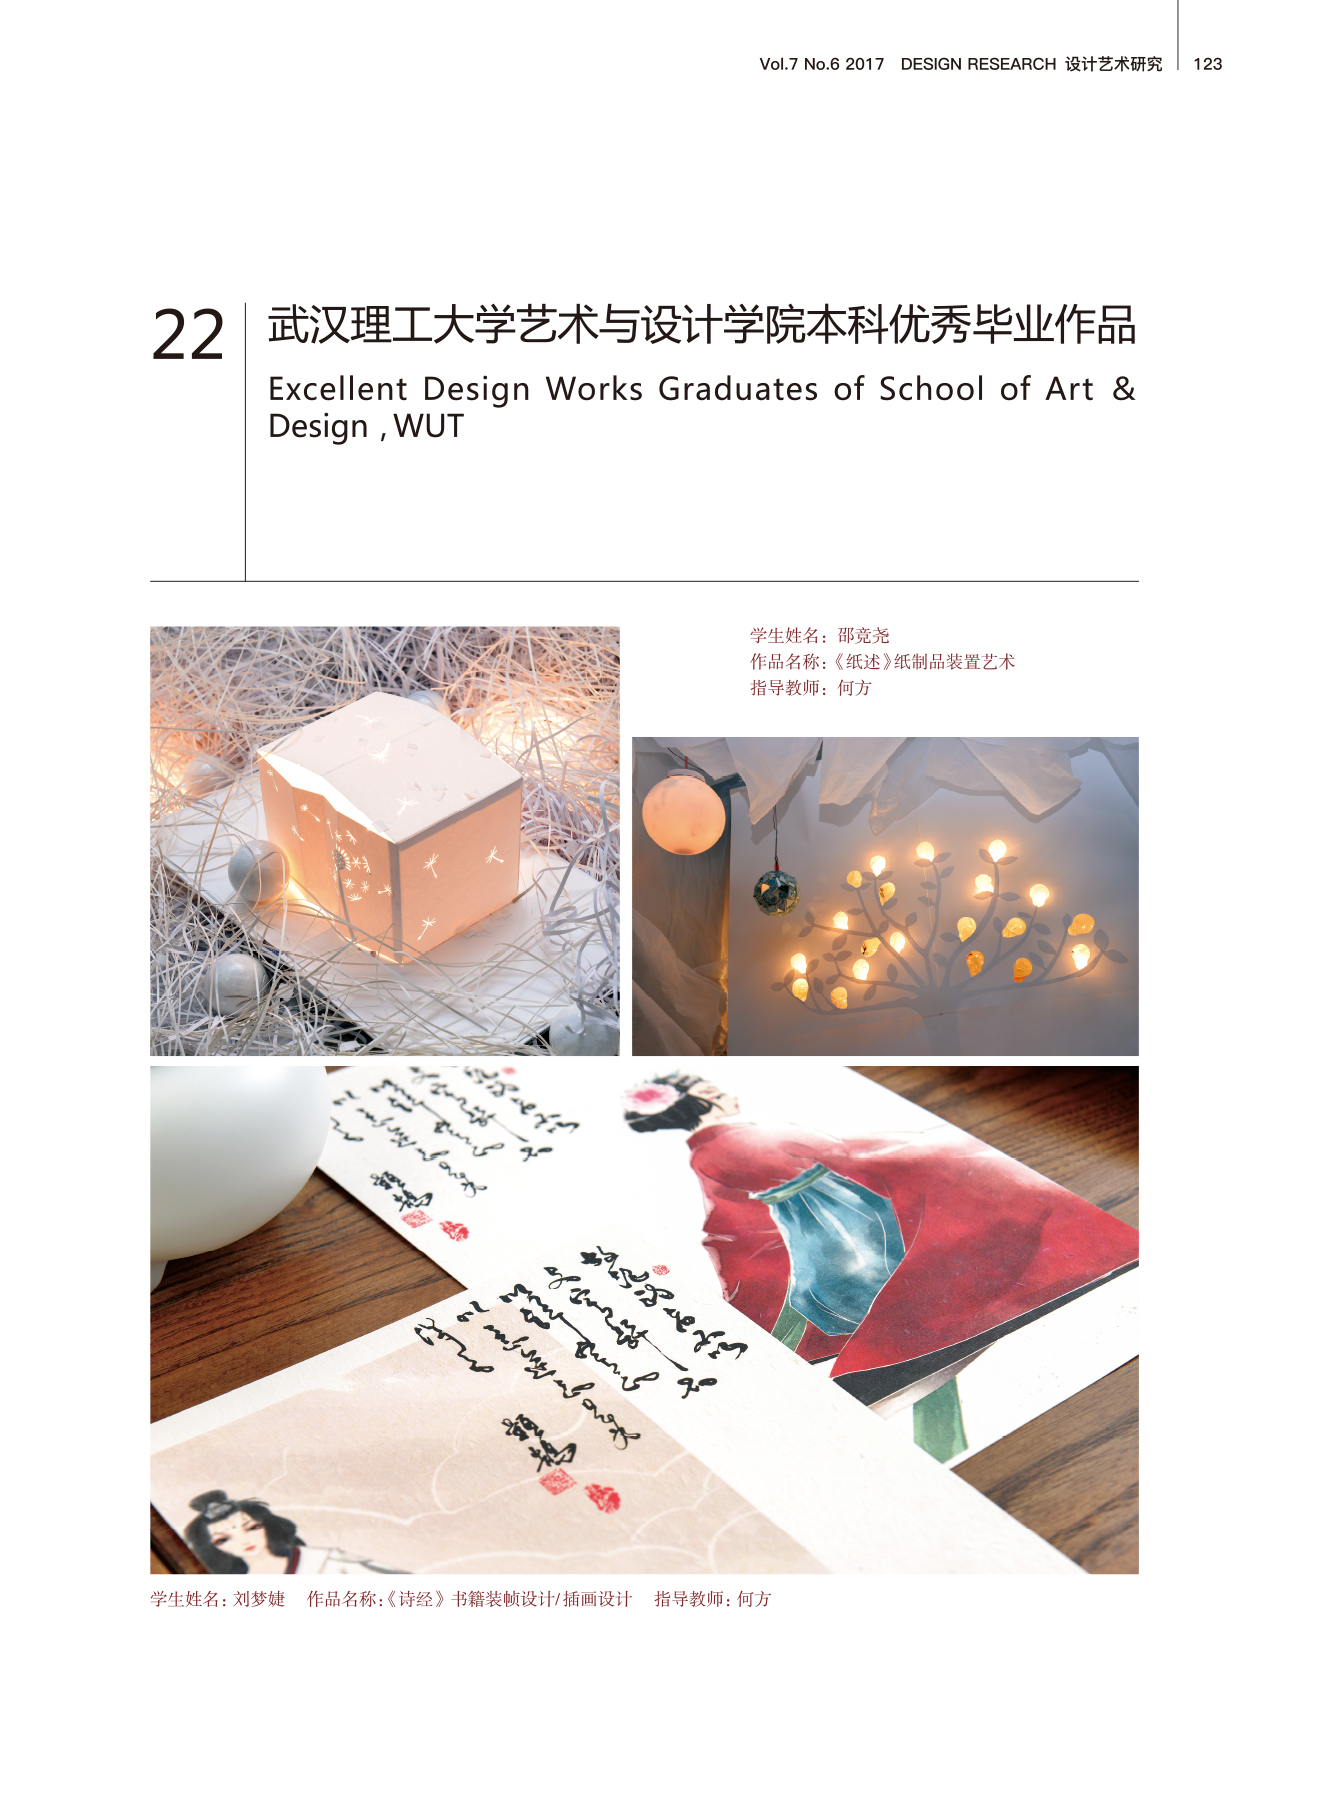 Vol.7 No.6 2017 DESIGN RESEARCH 设计艺术研究 123
22
武汉理工大学艺术与设计学院本科优秀毕业作品
Excellent Design Works Graduates of School of Art &
Design , WUT
学生姓名：邵竞尧
作品名称：《纸述》纸制品装置艺术
指导教师：何方
学生姓名：刘梦婕 作品名称：《诗经》书籍装帧设计/插画设计 指导教师：何方